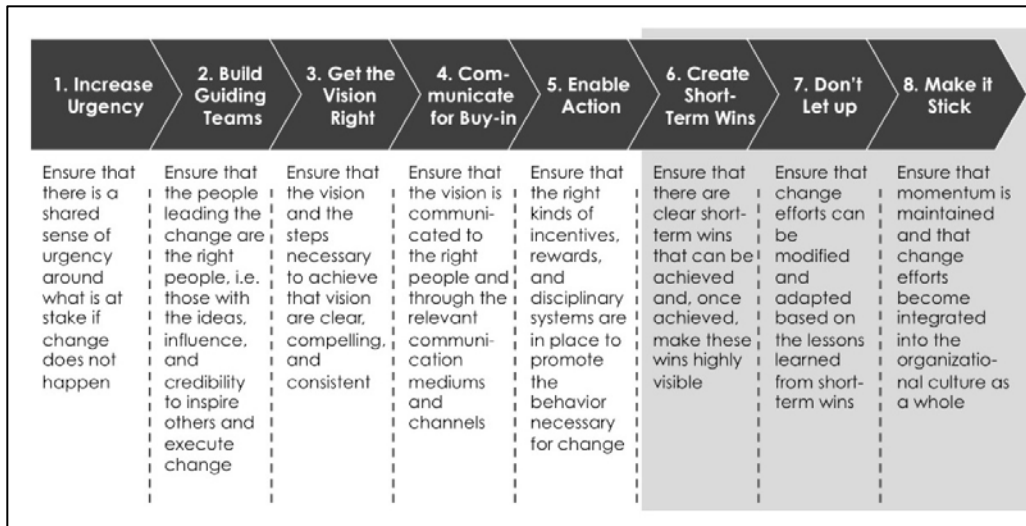 1. Increase
Urgency
2. Build
Guiding
Teams
3. Get the
Vision
Right
4. Com-
municate
for Buy-in
5. Enable
Action
6. Create
Short-
Term Wins
7. Don't
Let up
8. Make it
Stick
Ensure that
there is a
shared
sense of
urgency
around
what is at
stake if
change
does not
happen
Ensure that
the people
leading the
change are
the right
people, i.e.
those with
the ideas,
influence,
and
credibility
to inspire
others and
execute
change
Ensure that
the vision
and the
steps
necessary
to achieve
that vision
are clear,
compelling,
and
consistent
Ensure that
the vision is
communi-
cated to
the right
people and
through the
relevant
communi-
cation
mediums
and
channels
Ensure that
the right
kinds of
incentives,
rewards,
and
disciplinary
systems are
in place to
promote
the
behavior
necessary
for change
Ensure that
there are
clear short-
term wins
that can be
achieved
and, once
achieved,
make these
wins highly
visible
Ensure that
change
efforts can
be
modified
and
adapted
based on
the lessons
learned
from short-
term wins
Ensure that
momentum is
maintained
and that
change
efforts
become
integrated
into the
organizatio-
nal culture as
a whole